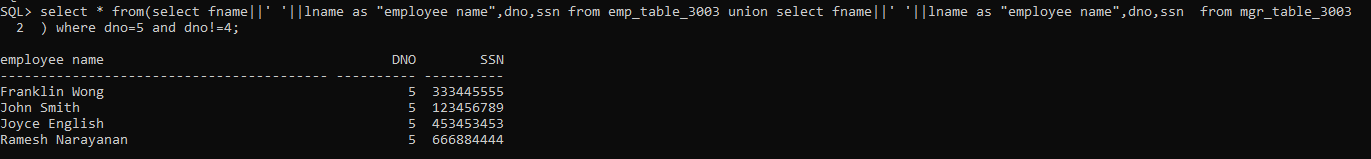 SQL> select * from(select fname||' '||lname as "employee name",dno,ssn from emp_table_3003 union select fname||' '||lname as "employee name",dno,ssn  from mgr_table_3003
  2  ) where dno=5 and dno!=4;
employee name                                    DNO        SSN
----------------------------------------- ---------- ----------
Franklin Wong                                      5  333445555
John Smith                                         5  123456789
Joyce English                                      5  453453453
Ramesh Narayanan                                   5  666884444